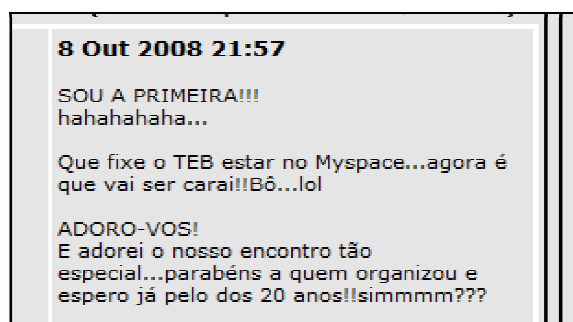 8 Out 2008 21:57
SOU A PRIMEIRA!!!
hahahahaha...
Que fixe o TEB estar no Myspace...agora é
que vai ser carai!!Bô...lol
ADORO-VOS!
E adorei o nosso encontro tão
especial...parabéns a quem organizou e
espero já pelo dos 20 anos!!simmmm???